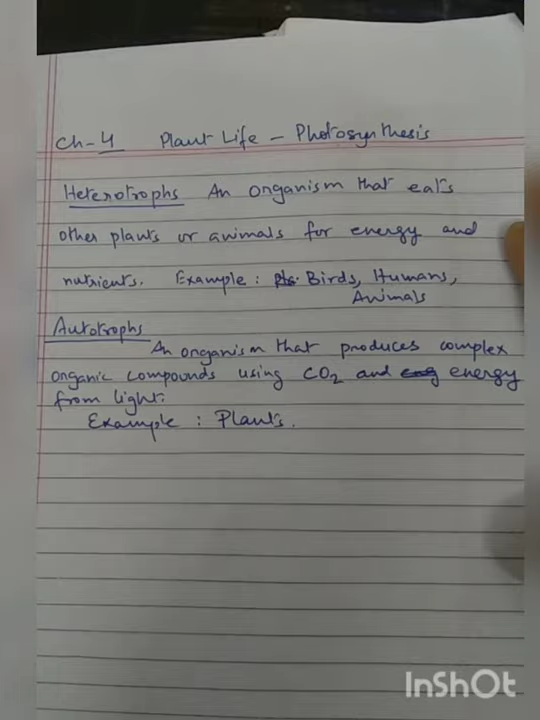 Ch-4 Plant Life - Photosynthesis
Heterotrophs An organism that eats
other plants or animals for energy and
nutrients. Example : Birds, Humans,
Animals
Autotrophs
An organism that produces complex
organic compounds using CO2 and energy
from light.
Example : Plants.
InShOt